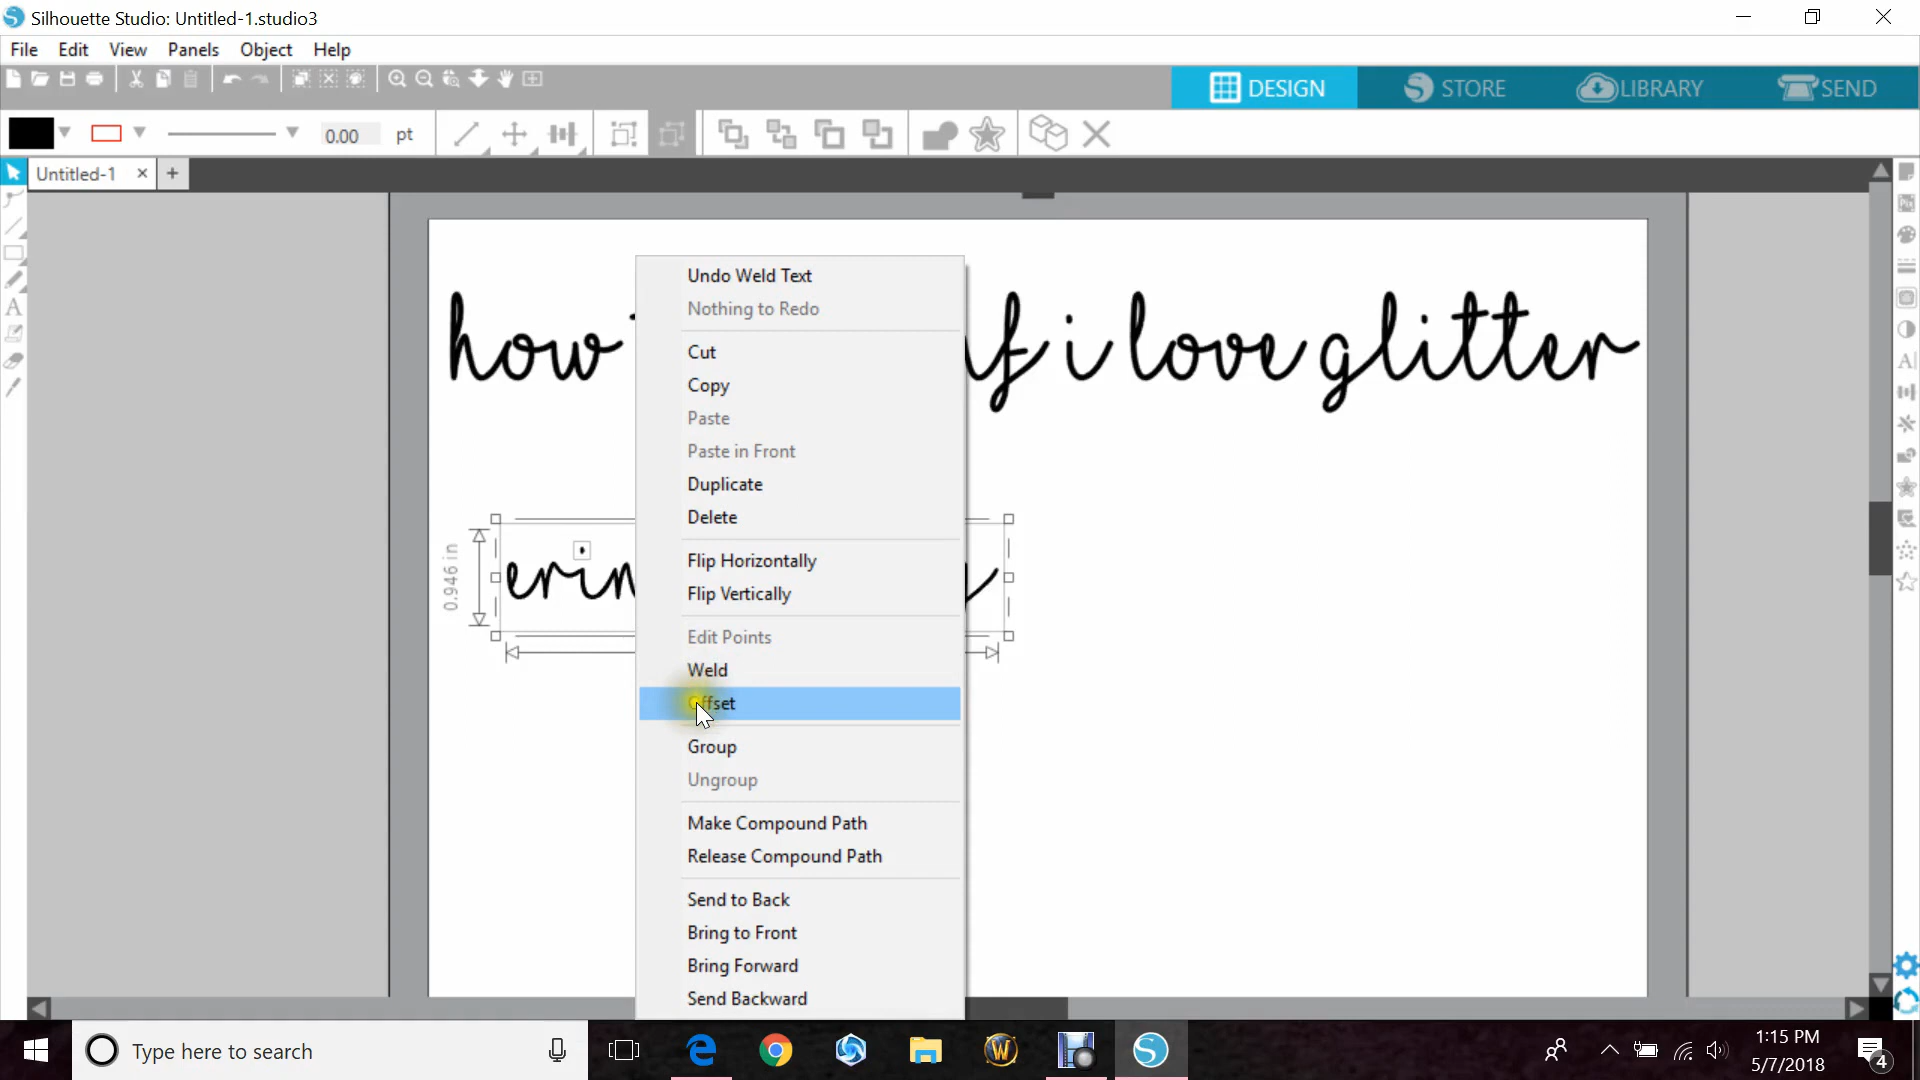 Silhouette Studio: Untitled-1.studio3
File Edit View Panels Object Help
DESIGN STORE LIBRARY SEND
0.00 pt
Untitled-1
how if i love glitter
Undo Weld Text
Nothing to Redo
Cut
Copy
Paste
Paste in Front
Duplicate
Delete
Flip Horizontally
Flip Vertically
Edit Points
Weld
Offset
Group
Ungroup
Make Compound Path
Release Compound Path
Send to Back
Bring to Front
Bring Forward
Send Backward
0.946 in
erin
Type here to search
1:15 PM
5/7/2018
4